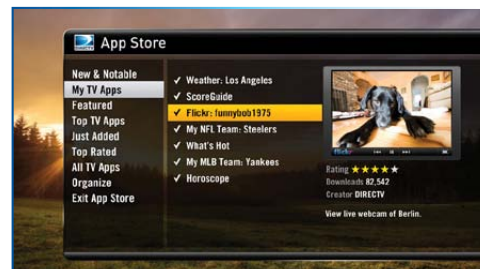 App Store
New & Notable
My TV Apps
Featured
Top TV Apps
Just Added
Top Rated
All TV Apps
Organize
Exit App Store
✓ Weather: Los Angeles
✓ ScoreGuide
✓ Flickr: funnybob1975
✓ My NFL Team: Steelers
✓ What's Hot
✓ My MLB Team: Yankees
✓ Horoscope
flickr
Rating ★★★★★
Downloads 82,542
Creator DIRECTV
View live webcam of Berlin.